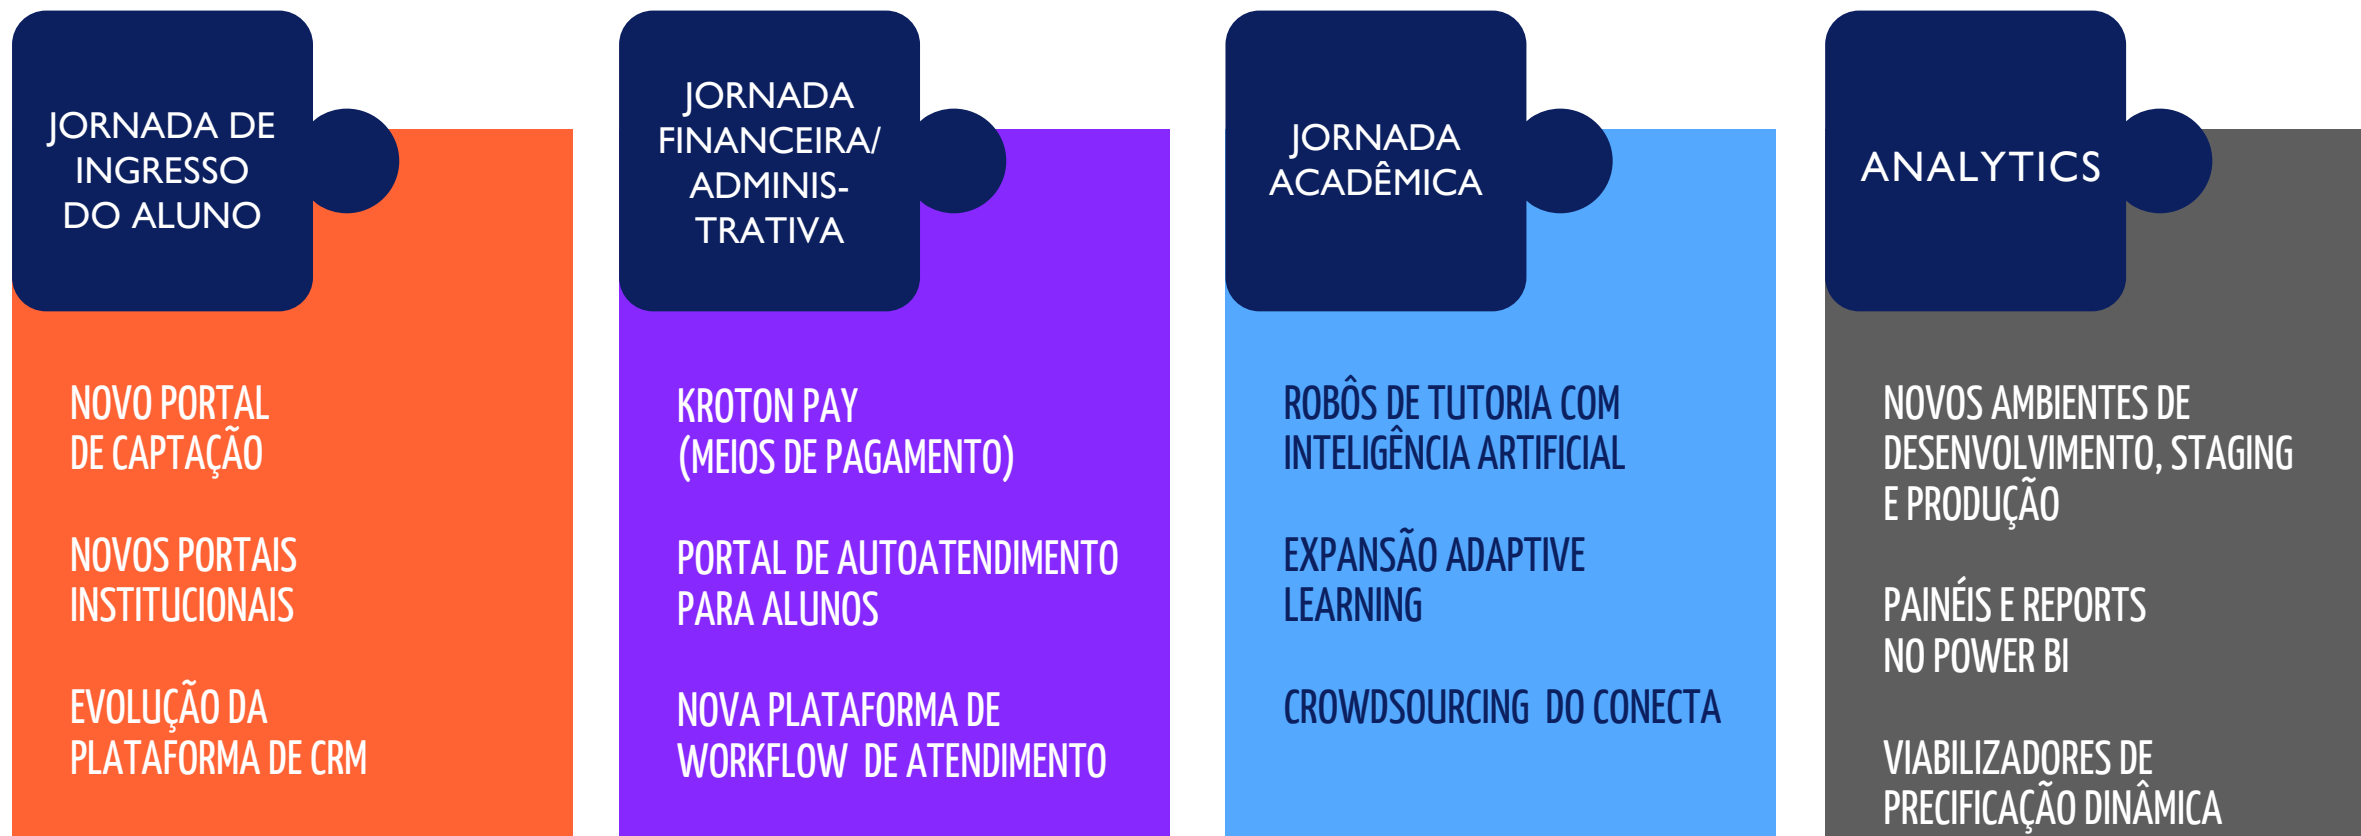 JORNADA DE
INGRESSO
DO ALUNO
NOVO PORTAL
DE CAPTAÇÃO
NOVOS PORTAIS
INSTITUCIONAIS
EVOLUÇÃO DA
PLATAFORMA DE CRM
JORNADA
FINANCEIRA/
ADMINIS-
TRATIVA
KROTON PAY
(MEIOS DE PAGAMENTO)
PORTAL DE AUTOATENDIMENTO
PARA ALUNOS
NOVA PLATAFORMA DE
WORKFLOW DE ATENDIMENTO
JORNADA
ACADÊMICA
ROBÔS DE TUTORIA COM
INTELIGÊNCIA ARTIFICIAL
EXPANSÃO ADAPTIVE
LEARNING
CROWDSOURCING DO CONECTA
ANALYTICS
NOVOS AMBIENTES DE
DESENVOLVIMENTO, STAGING
E PRODUÇÃO
PAINÉIS E REPORTS
NO POWER BI
VIABILIZADORES DE
PRECIFICAÇÃO DINÂMICA